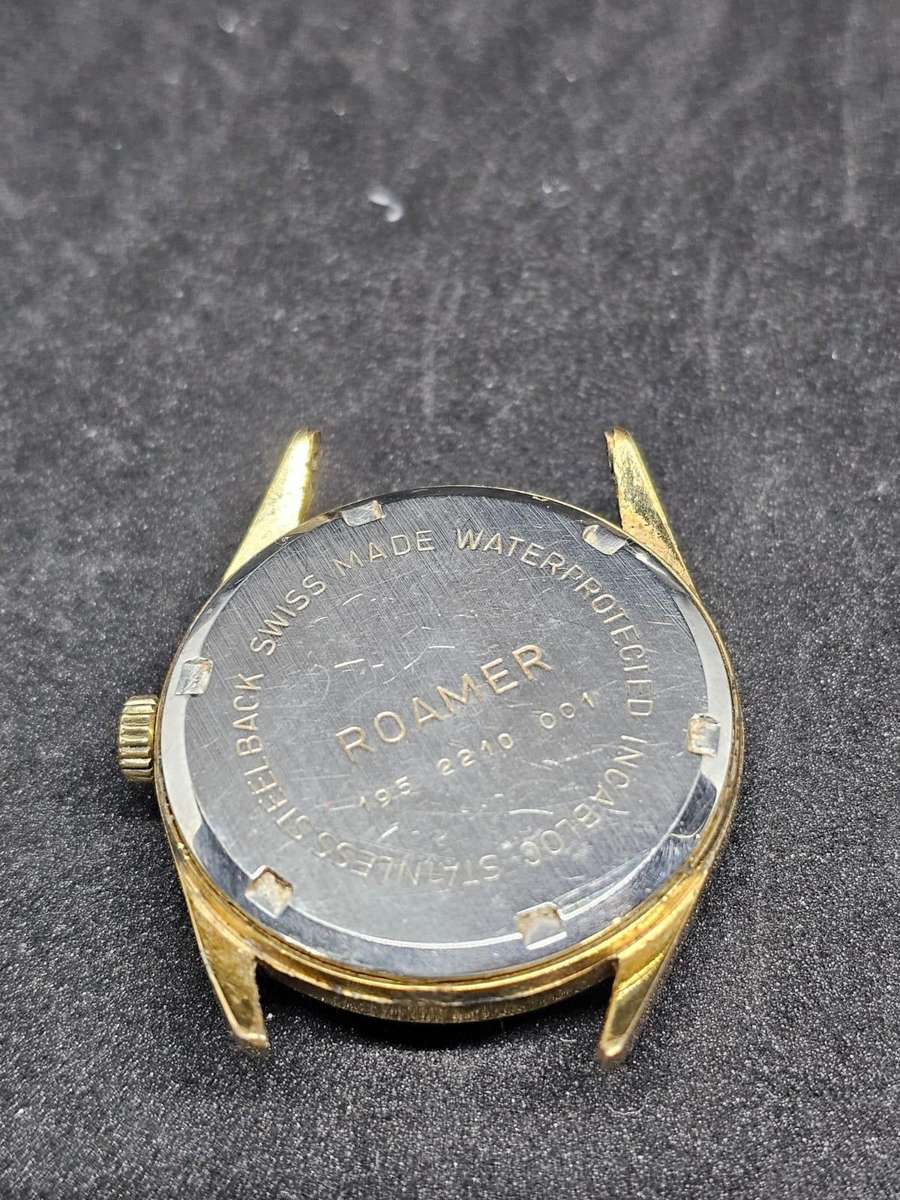 SWISS MADE WATERPROTECTED INCABLOC STAINLESS STEELBACK
ROAMER
195 2210 001